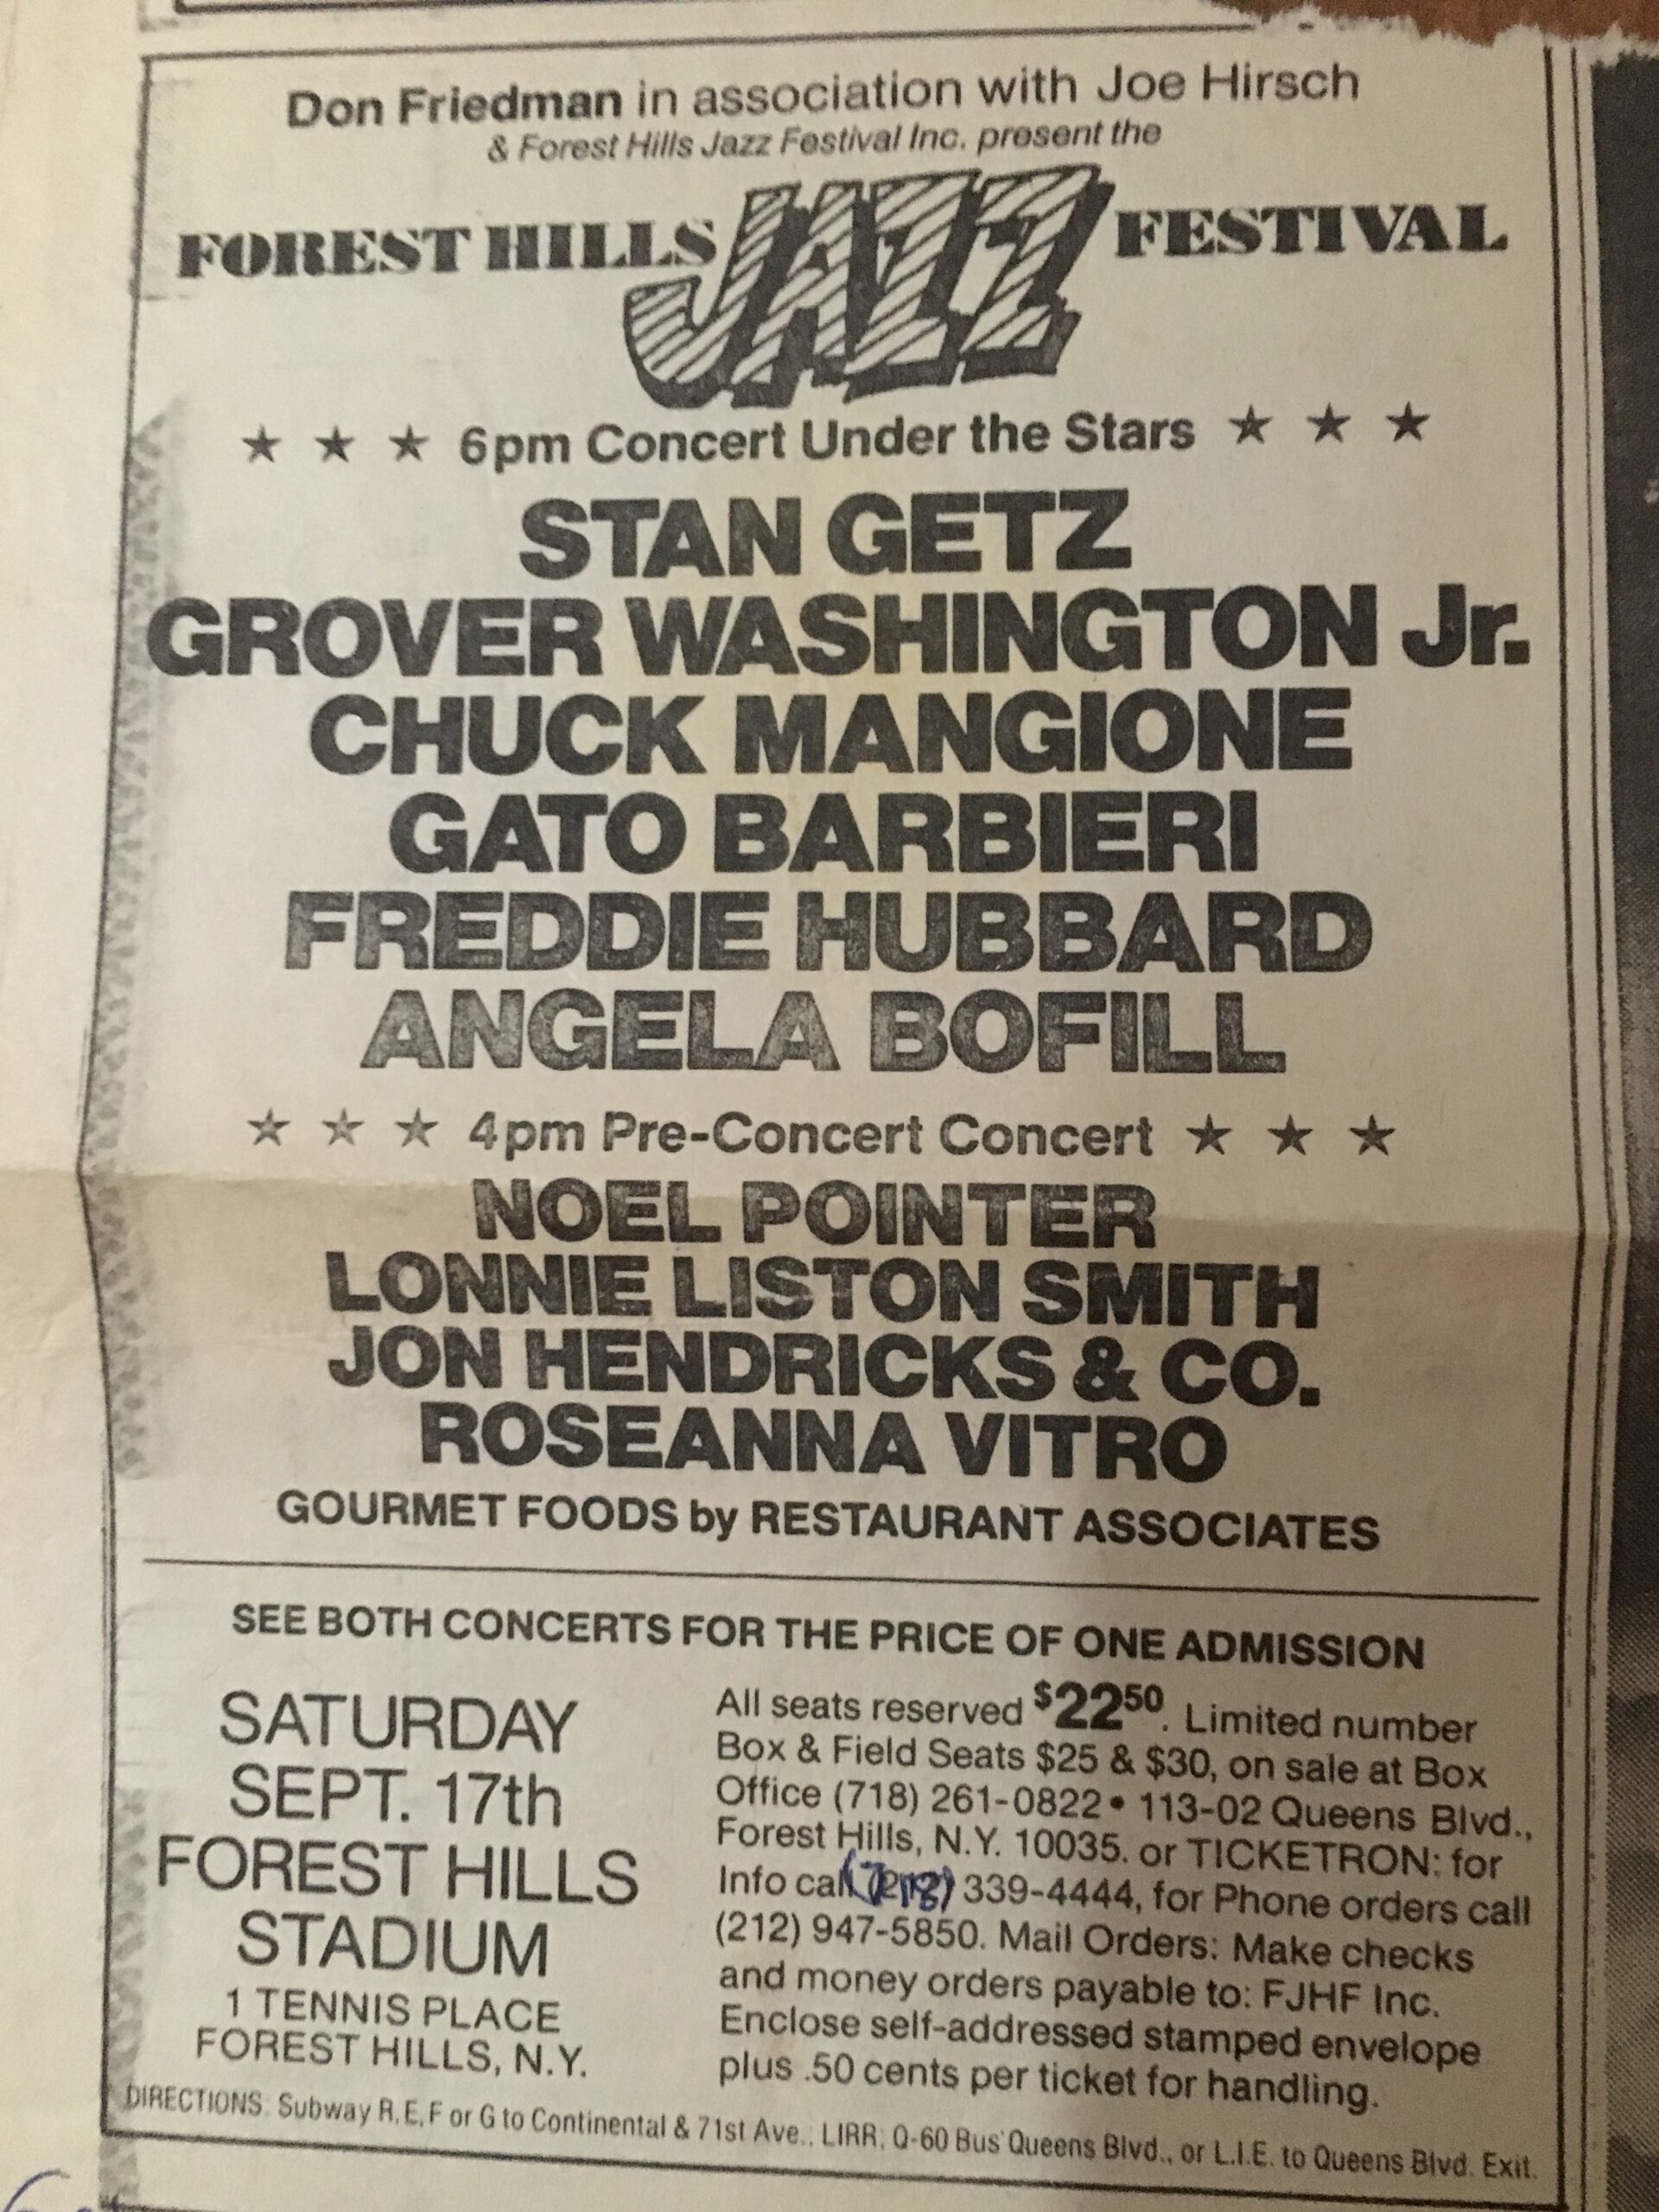 Don Friedman in association with Joe Hirsch
& Forest Hills Jazz Festival Inc. present the
FOREST HILLS JAZZ FESTIVAL
★ ★ ★ 6pm Concert Under the Stars ★ ★ ★
STAN GETZ
GROVER WASHINGTON Jr.
CHUCK MANGIONE
GATO BARBIERI
FREDDIE HUBBARD
ANGELA BOFILL
★ ★ ★ 4pm Pre-Concert Concert ★ ★ ★
NOEL POINTER
LONNIE LISTON SMITH
JON HENDRICKS & CO.
ROSEANNA VITRO
GOURMET FOODS by RESTAURANT ASSOCIATES
SEE BOTH CONCERTS FOR THE PRICE OF ONE ADMISSION
SATURDAY
SEPT. 17th
FOREST HILLS
STADIUM
1 TENNIS PLACE
FOREST HILLS, N.Y.
All seats reserved $2250. Limited number
Box & Field Seats $25 & $30, on sale at Box
Office (718) 261-0822 • 113-02 Queens Blvd.,
Forest Hills, N.Y. 10035. or TICKETRON: for
Info call (718) 339-4444, for Phone orders call
(212) 947-5850. Mail Orders: Make checks
and money orders payable to: FJHF Inc.
Enclose self-addressed stamped envelope
plus .50 cents per ticket for handling.
DIRECTIONS: Subway R, E, F or G to Continental & 71st Ave.; LIRR; Q-60 Bus Queens Blvd., or L.I.E. to Queens Blvd. Exit.